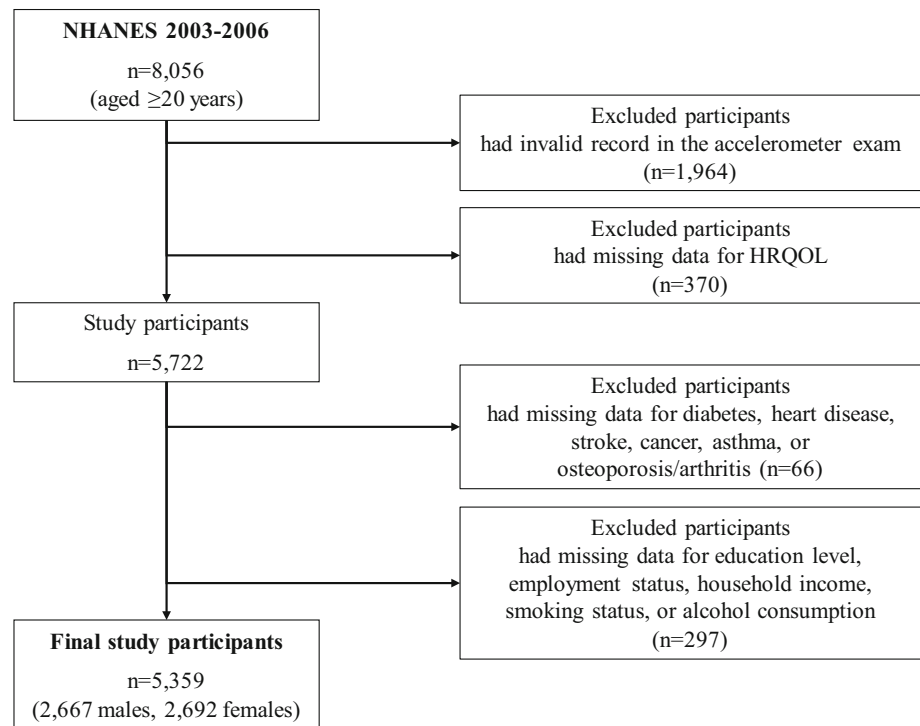 NHANES 2003-2006
n=8,056
(aged ≥20 years)
Excluded participants
had invalid record in the accelerometer exam
(n=1,964)
Excluded participants
had missing data for HRQOL
(n=370)
Study participants
n=5,722
Excluded participants
had missing data for diabetes, heart disease,
stroke, cancer, asthma, or
osteoporosis/arthritis (n=66)
Excluded participants
had missing data for education level,
employment status, household income,
smoking status, or alcohol consumption
(n=297)
Final study participants
n=5,359
(2,667 males, 2,692 females)